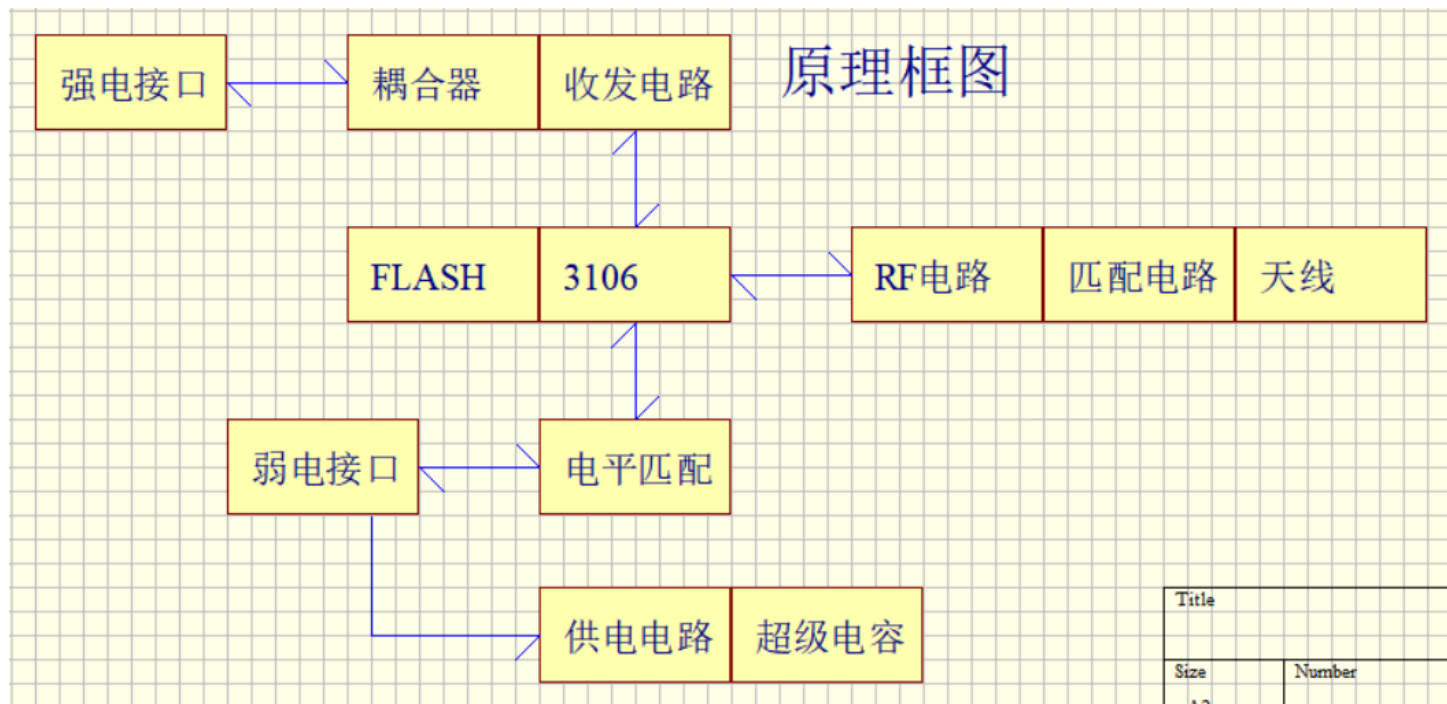 强电接口 耦合器 收发电路 原理框图
FLASH 3106 RF电路 匹配电路 天线
弱电接口 电平匹配
供电电路 超级电容
Title
Size Number